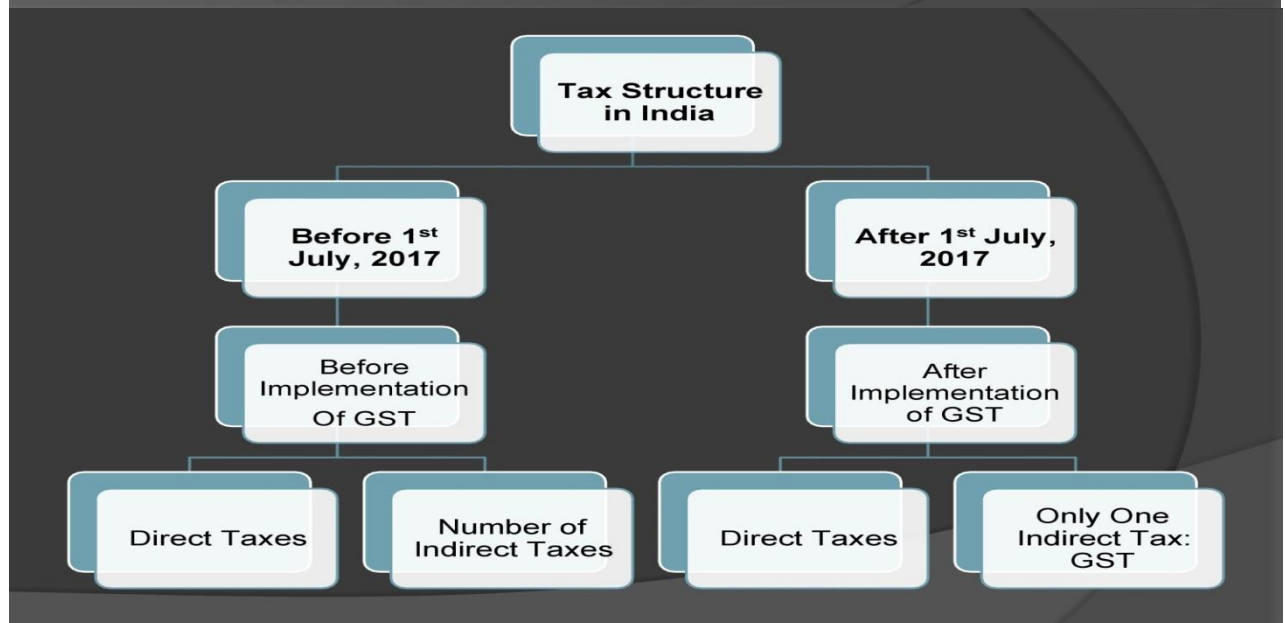 Tax Structure
in India
Before 1st
July, 2017
After 1st July,
2017
Before
Implementation
Of GST
After
Implementation
of GST
Direct Taxes
Number of
Indirect Taxes
Direct Taxes
Only One
Indirect Tax:
GST